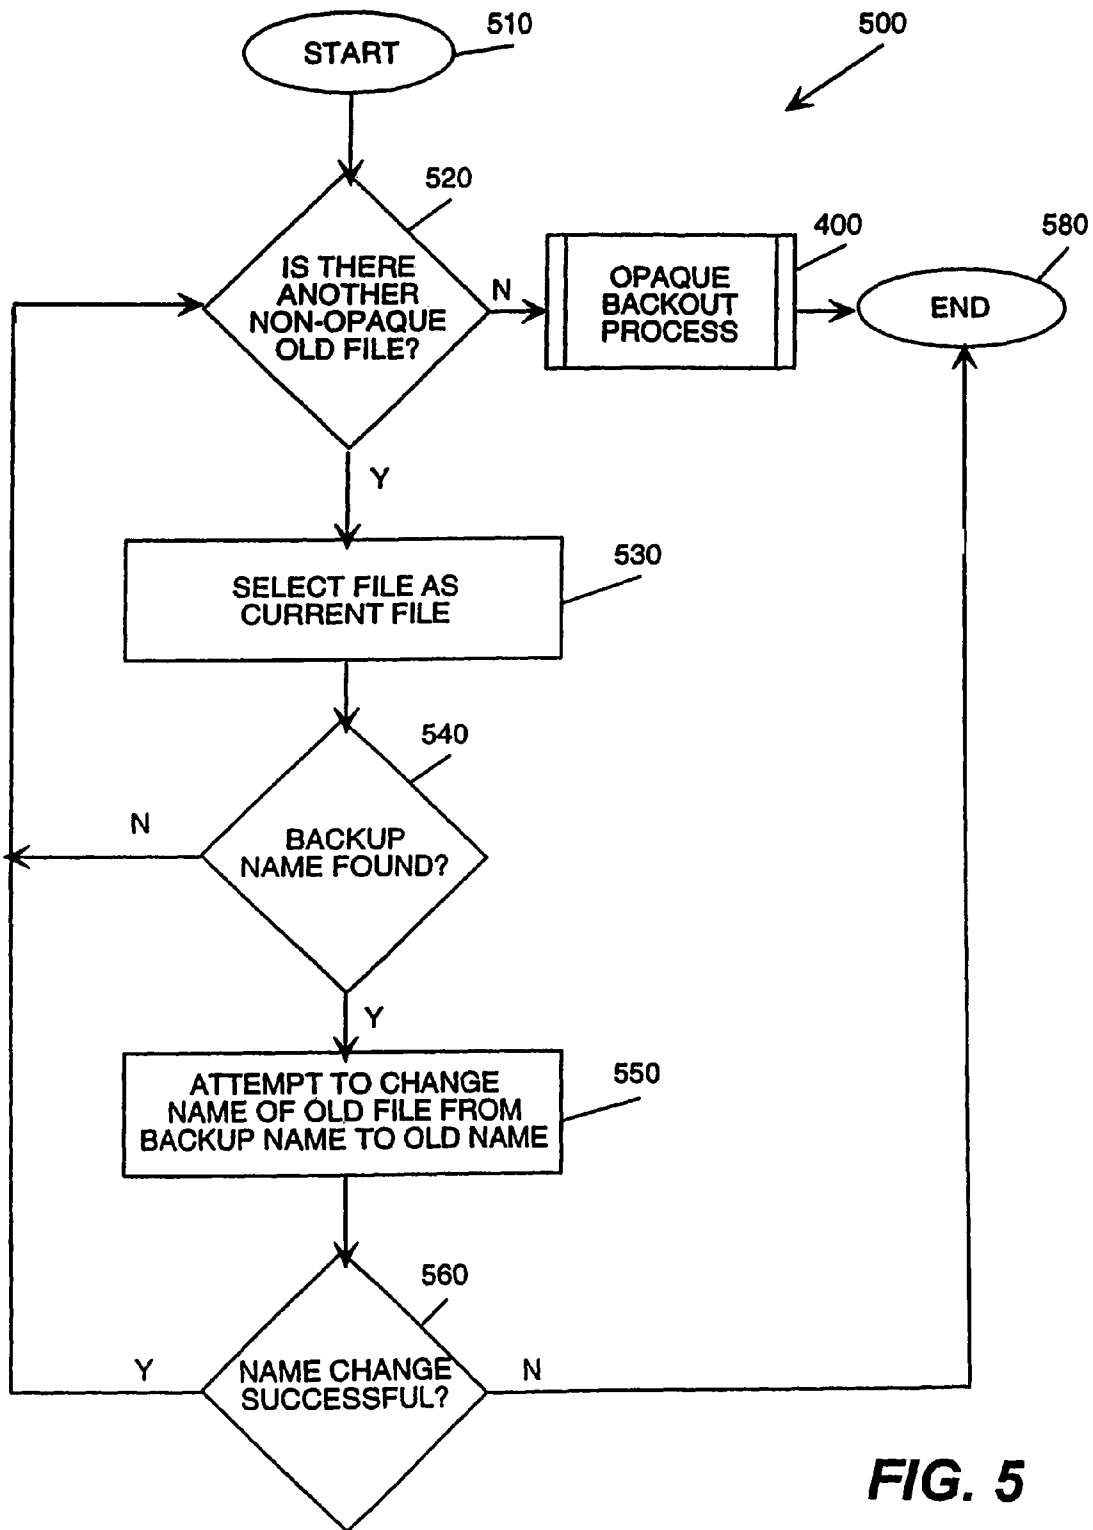 START
510
500
520
IS THERE
ANOTHER
NON-OPAQUE
OLD FILE?
N
OPAQUE
BACKOUT
PROCESS
400
END
580
Y
SELECT FILE AS
CURRENT FILE
530
540
BACKUP
NAME FOUND?
N
Y
ATTEMPT TO CHANGE
NAME OF OLD FILE FROM
BACKUP NAME TO OLD NAME
550
560
NAME CHANGE
SUCCESSFUL?
Y
N
FIG. 5